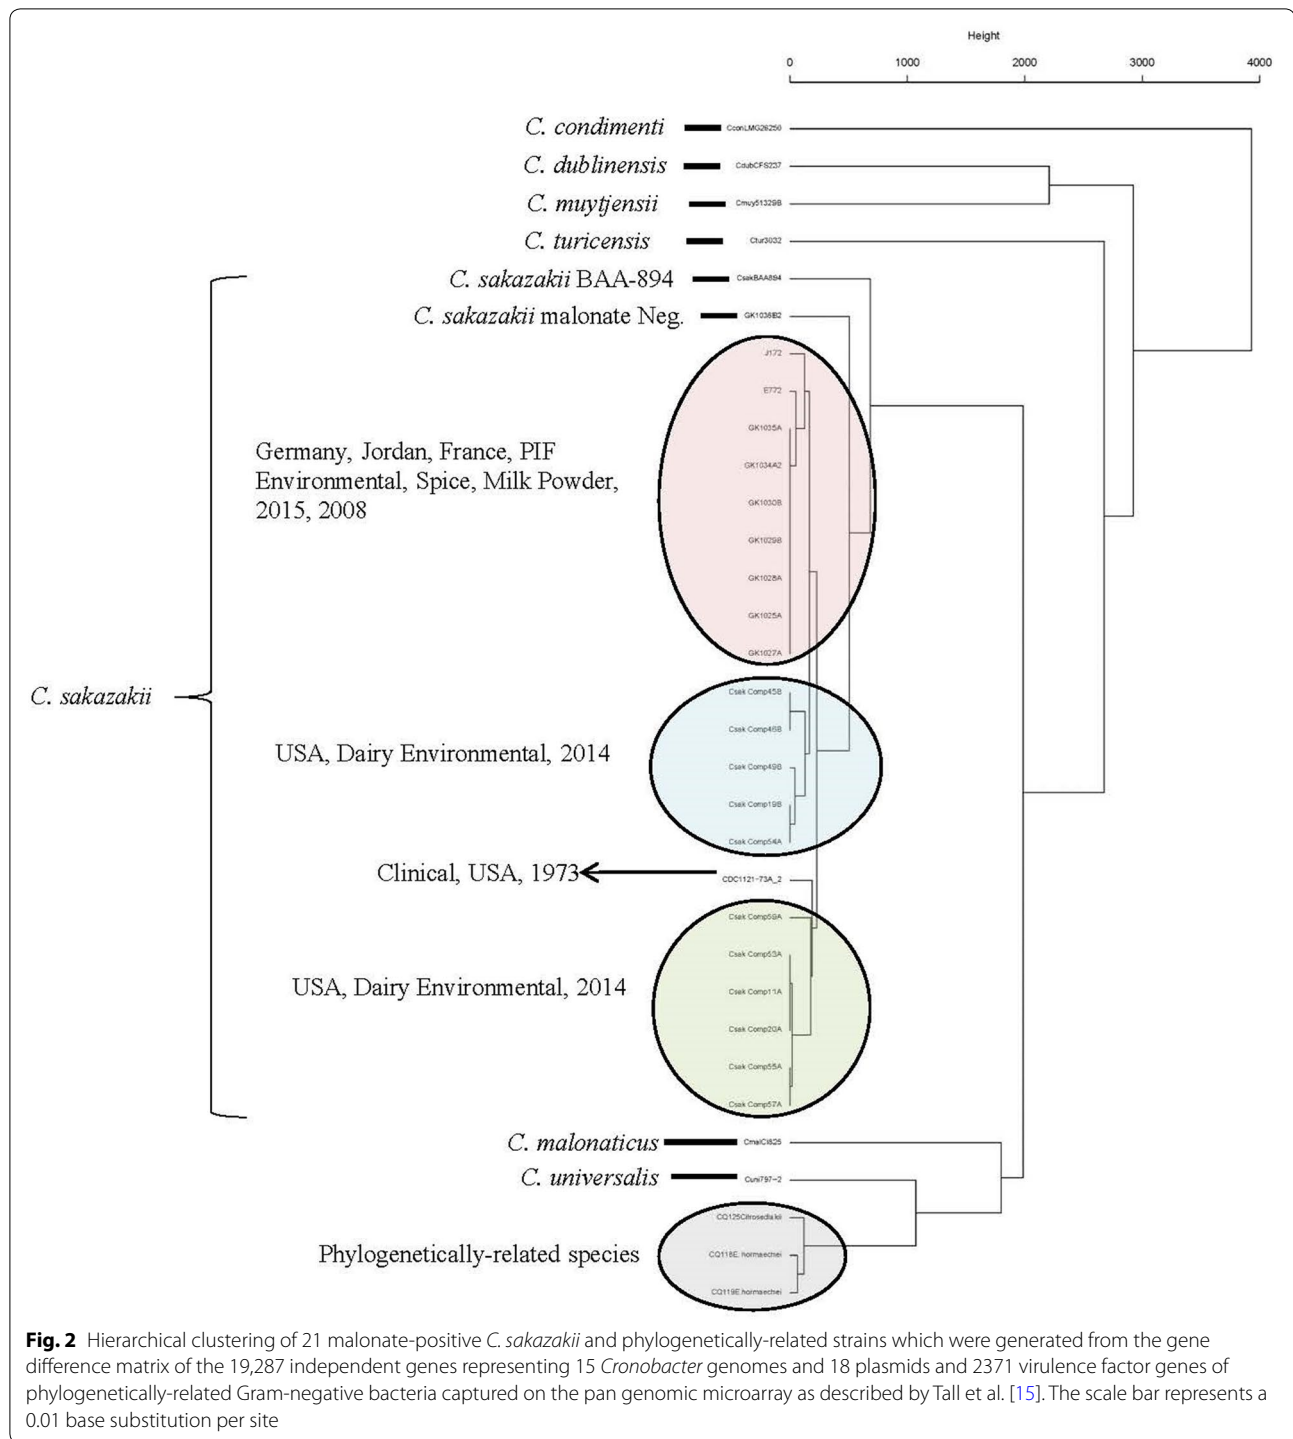 Height
0 1000 2000 3000 4000
C. condimenti CconLMG26250
C. dublinensis CdubCFS237
C. muytjensii Cmuy51329B
C. turicensis Ctur3032
C. sakazakii BAA-894 CsakBAA894
C. sakazakii malonate Neg. GK1036B2
J172
E772
GK1035A
Germany, Jordan, France, PIF
Environmental, Spice, Milk Powder,
2015, 2008
GK1034A2
GK1030B
GK1029B
GK1028A
GK1025A
GK1027A
C. sakazakii
Csak Comp45B
Csak Comp46B
USA, Dairy Environmental, 2014
Csak Comp49B
Csak Comp19B
Csak Comp54A
Clinical, USA, 1973
CDC1121-73A_2
Csak Comp59A
Csak Comp53A
USA, Dairy Environmental, 2014
Csak Comp11A
Csak Comp20A
Csak Comp55A
Csak Comp57A
C. malonaticus CmalCI825
C. universalis Cuni797-2
CQ125Citrosedlakii
Phylogenetically-related species
CQ118E. hormaechei
CQ119E.hormaechei
Fig. 2 Hierarchical clustering of 21 malonate-positive C. sakazakii and phylogenetically-related strains which were generated from the gene
difference matrix of the 19,287 independent genes representing 15 Cronobacter genomes and 18 plasmids and 2371 virulence factor genes of
phylogenetically-related Gram-negative bacteria captured on the pan genomic microarray as described by Tall et al. [15]. The scale bar represents a
0.01 base substitution per site